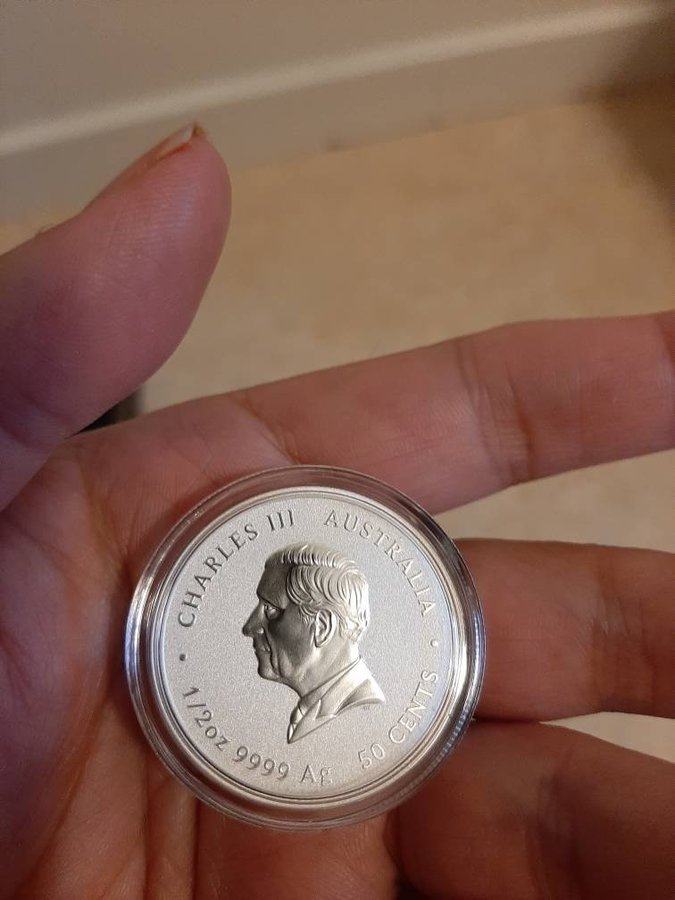 CHARLES III AUSTRALIA
1/2oz 9999 Ag 50 CENTS